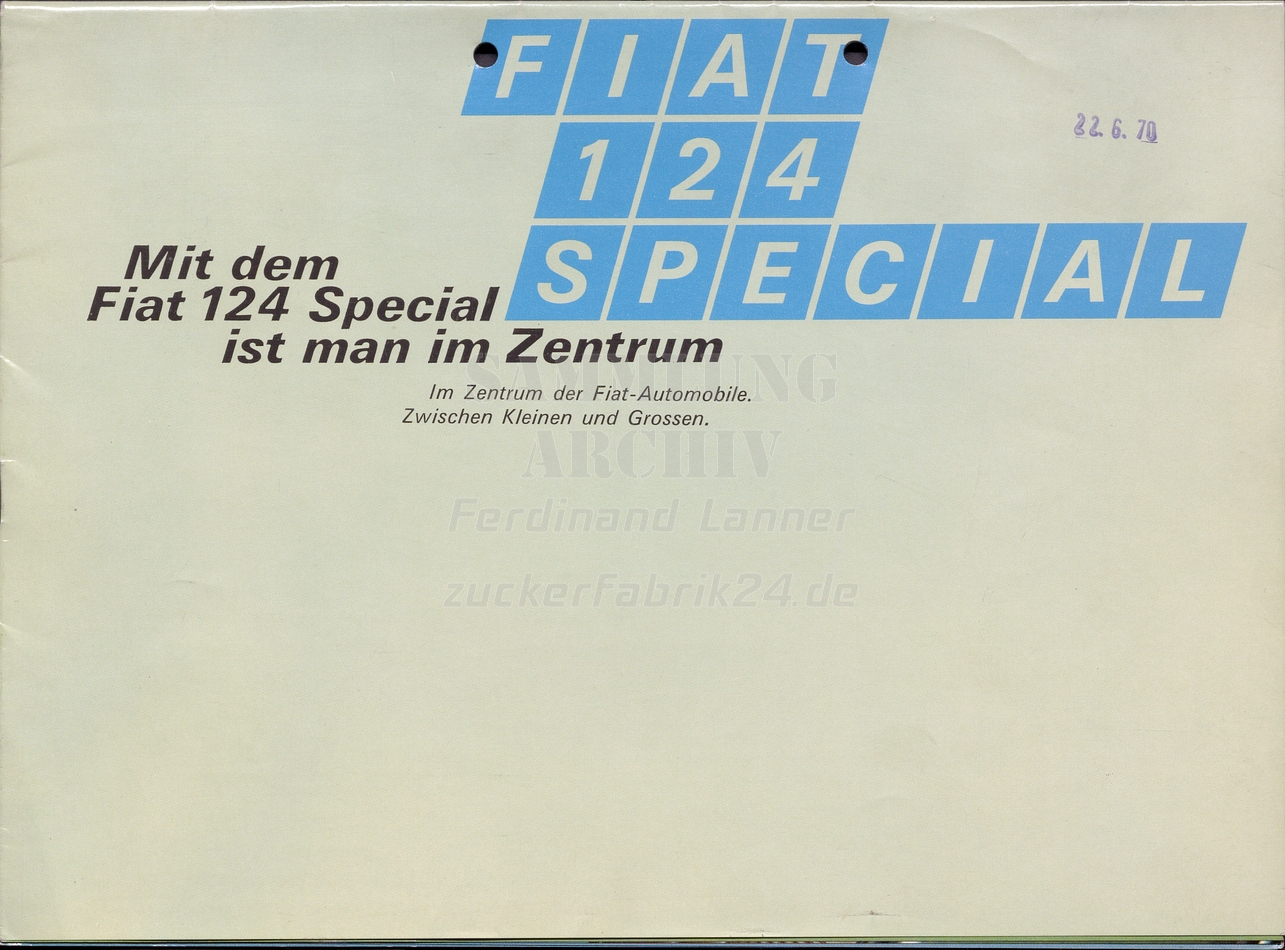 FIAT
124
SPECIAL
22. 6. 70
Mit dem
Fiat 124 Special
ist man im Zentrum
Im Zentrum der Fiat-Automobile.
Zwischen Kleinen und Grossen.
SAMMLUNG
ARCHIV
Ferdinand Lanner
zuckerfabrik24.de